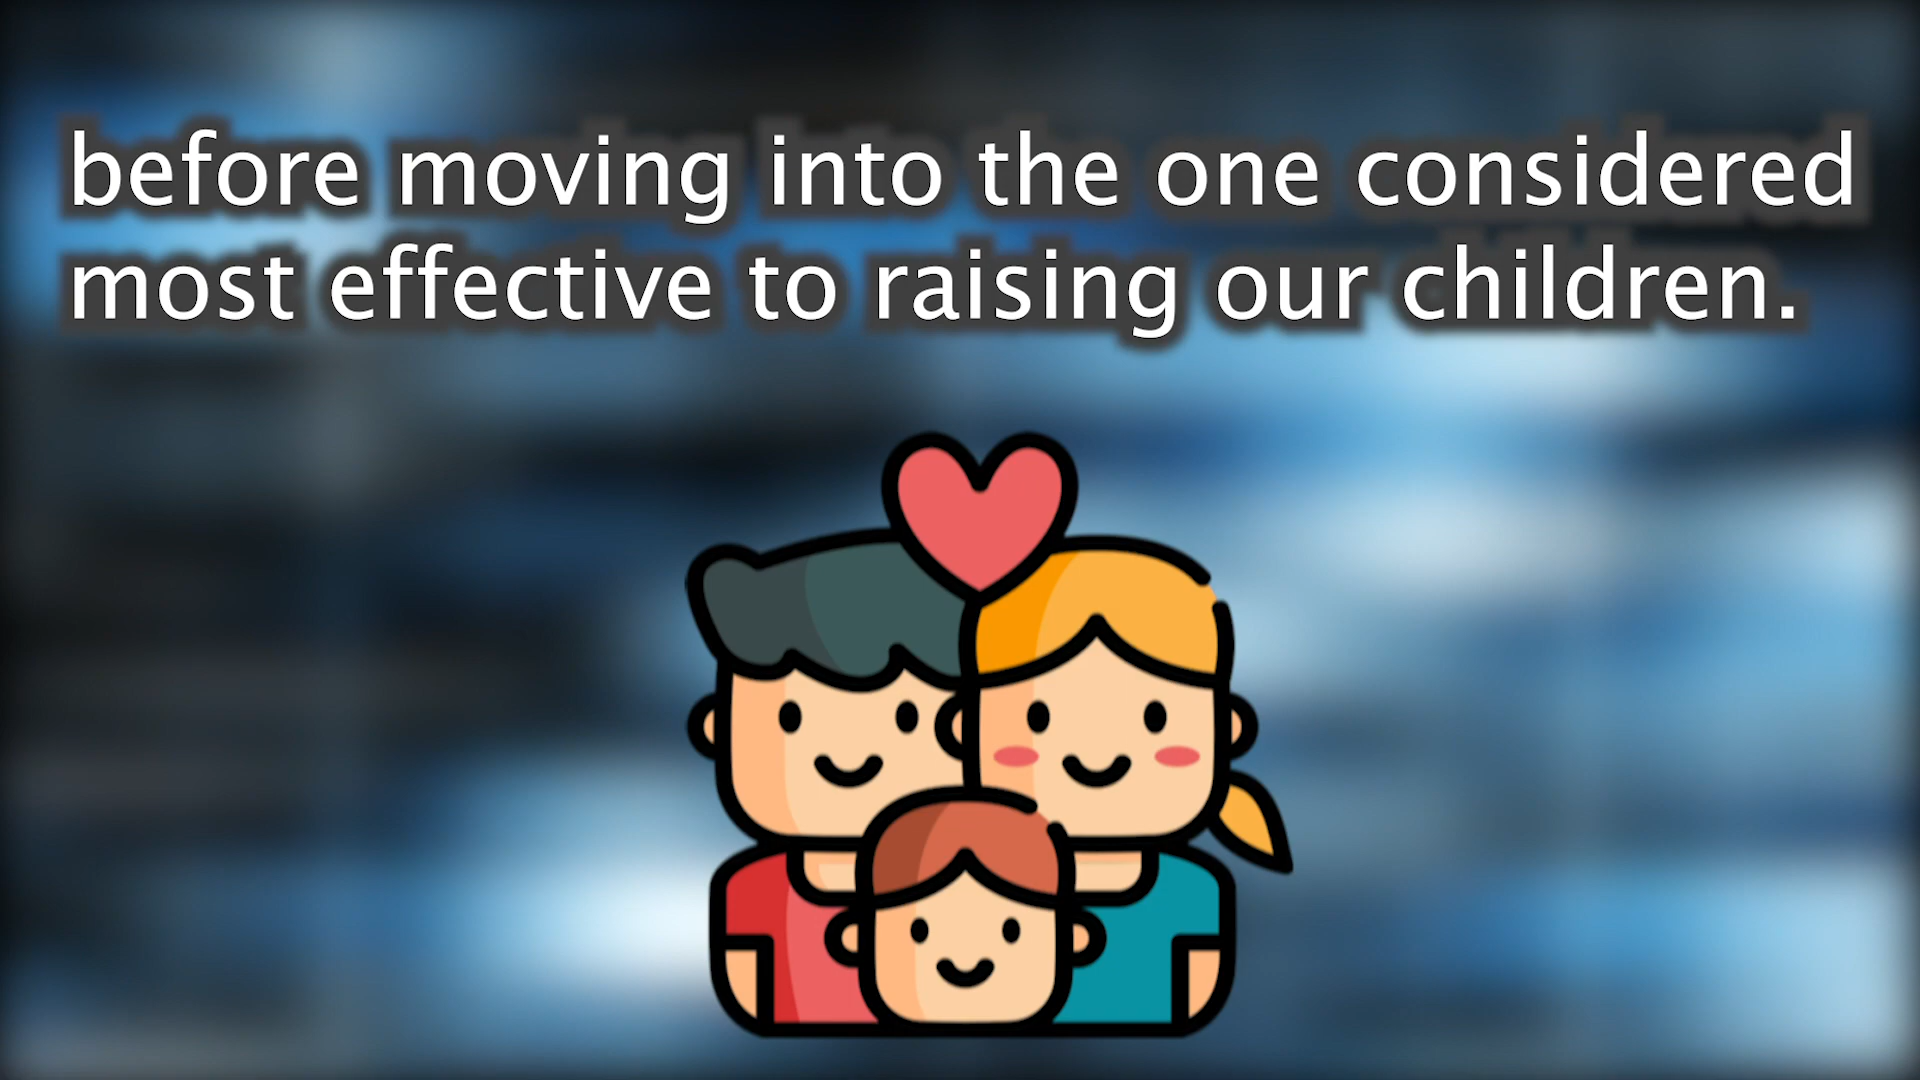 before moving into the one considered
most effective to raising our children.